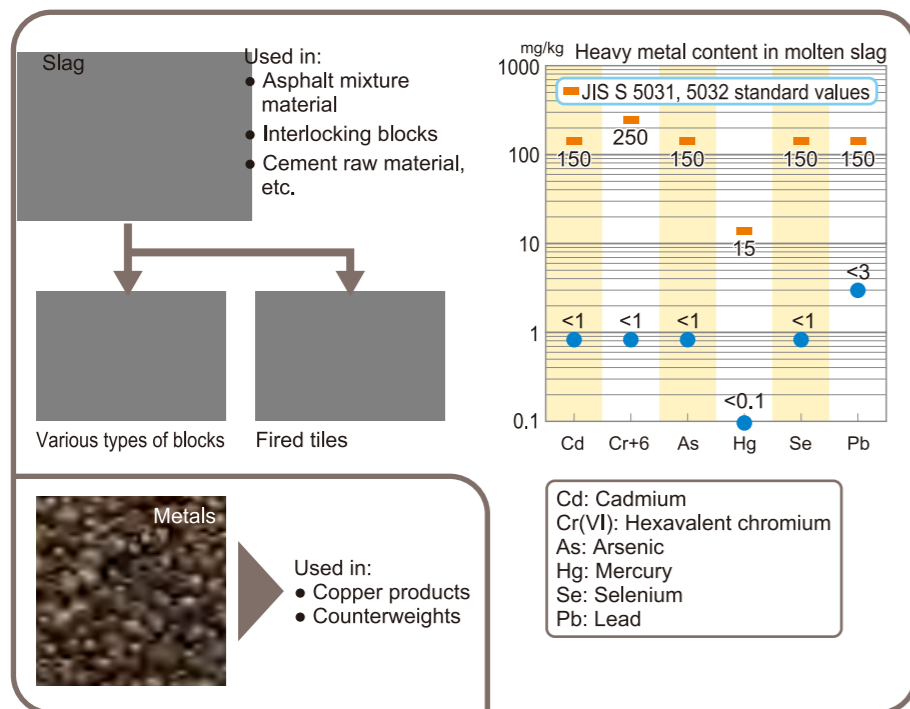 Slag
Used in:
● Asphalt mixture
material
● Interlocking blocks
● Cement raw material,
etc.
Various types of blocks
Fired tiles
Metals
Used in:
● Copper products
● Counterweights
mg/kg
Heavy metal content in molten slag
JIS S 5031, 5032 standard values
1000
100
10
1
0.1
150
250
150
15
150
150
<1
<1
<1
<0.1
<1
<3
Cd
Cr+6
As
Hg
Se
Pb
Cd: Cadmium
Cr(VI): Hexavalent chromium
As: Arsenic
Hg: Mercury
Se: Selenium
Pb: Lead